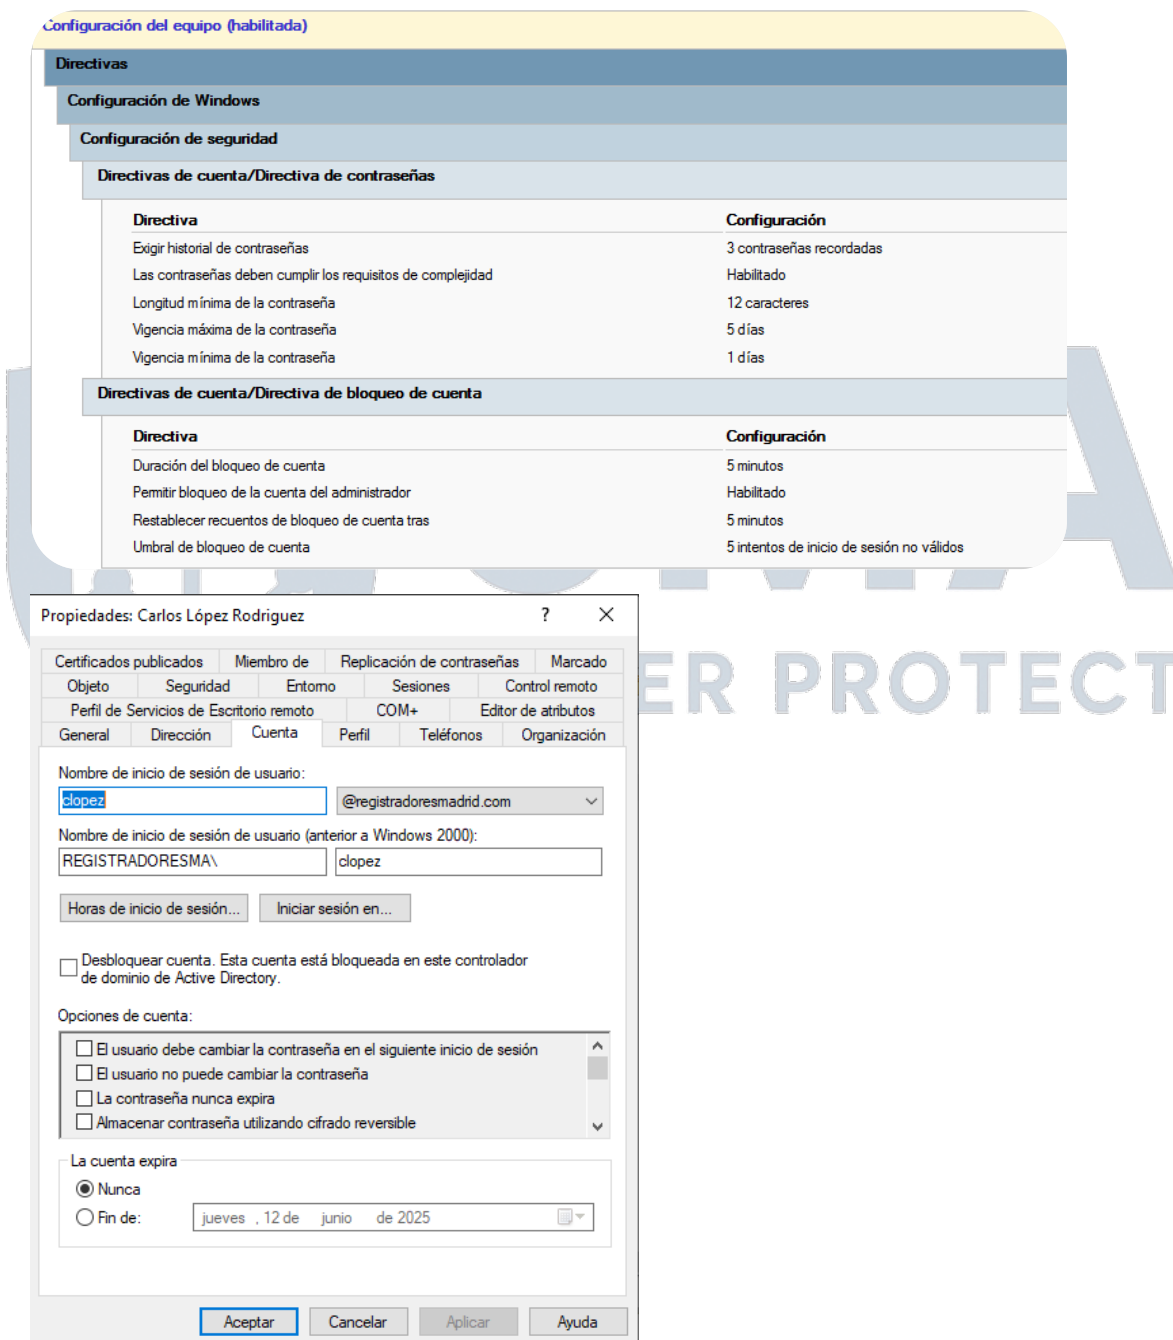 Configuración del equipo (habilitada)
Directivas
Configuración de Windows
Configuración de seguridad
Directivas de cuenta/Directiva de contraseñas
Directiva Configuración
Exigir historial de contraseñas 3 contraseñas recordadas
Las contraseñas deben cumplir los requisitos de complejidad Habilitado
Longitud mínima de la contraseña 12 caracteres
Vigencia máxima de la contraseña 5 días
Vigencia mínima de la contraseña 1 días
Directivas de cuenta/Directiva de bloqueo de cuenta
Directiva Configuración
Duración del bloqueo de cuenta 5 minutos
Permitir bloqueo de la cuenta del administrador Habilitado
Restablecer recuentos de bloqueo de cuenta tras 5 minutos
Umbral de bloqueo de cuenta 5 intentos de inicio de sesión no válidos
Propiedades: Carlos López Rodriguez ? X
Certificados publicados Miembro de Replicación de contraseñas Marcado
Objeto Seguridad Entorno Sesiones Control remoto
Perfil de Servicios de Escritorio remoto COM+ Editor de atributos
General Dirección Cuenta Perfil Teléfonos Organización
ER PROTECT
Nombre de inicio de sesión de usuario:
clopez @registradoresmadrid.com
Nombre de inicio de sesión de usuario (anterior a Windows 2000):
REGISTRADORESMA\ clopez
Horas de inicio de sesión... Iniciar sesión en...
Desbloquear cuenta. Esta cuenta está bloqueada en este controlador
de dominio de Active Directory.
Opciones de cuenta:
El usuario debe cambiar la contraseña en el siguiente inicio de sesión
El usuario no puede cambiar la contraseña
La contraseña nunca expira
Almacenar contraseña utilizando cifrado reversible
La cuenta expira
Nunca
Fin de: jueves , 12 de junio de 2025
Aceptar Cancelar Aplicar Ayuda